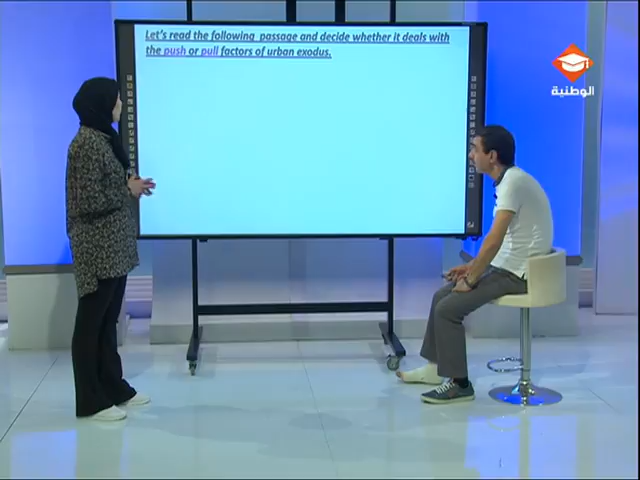 Let's read the following passage and decide whether it deals with
the push or pull factors of urban exodus.
الوطنية